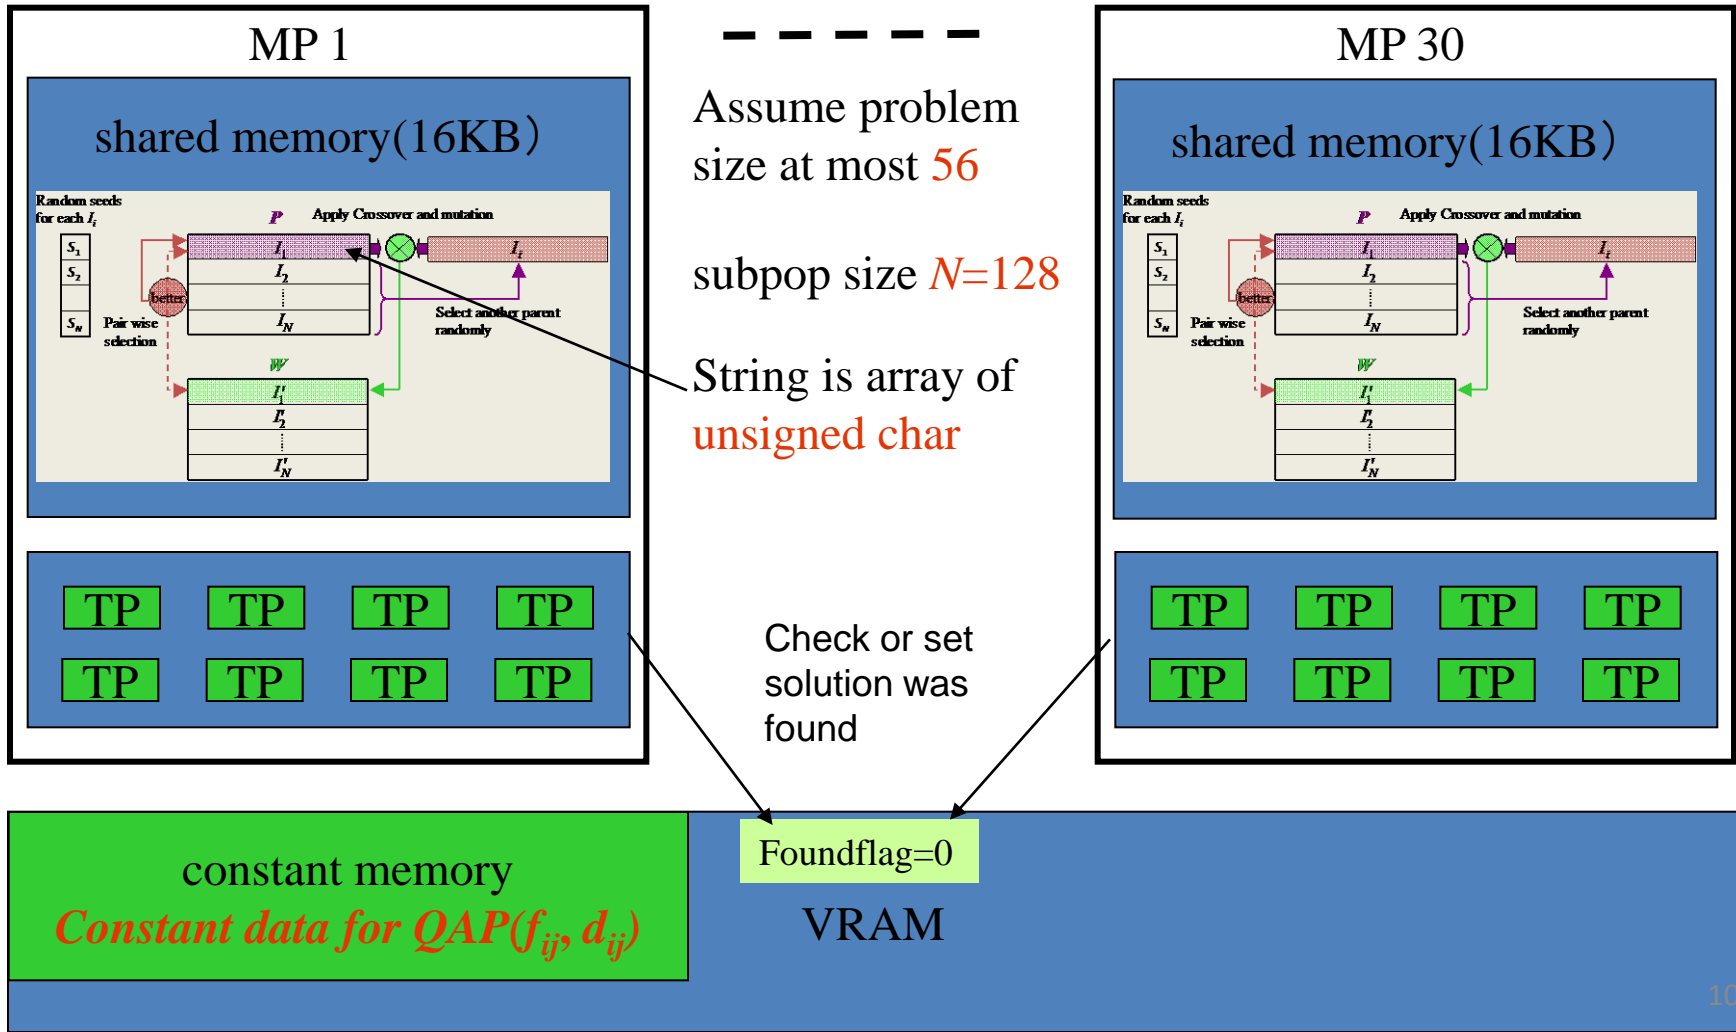 MP 1
shared memory(16KB)
Random seeds
for each I_i
P
Apply Crossover and mutation
S_1
S_2
S_N
I_1
I_2
I_N
I_i
better
Pair wise
selection
Select another parent
randomly
W
I'_1
I'_2
I'_N
TP TP TP TP
TP TP TP TP
Assume problem
size at most 56
subpop size N=128
String is array of
unsigned char
Check or set
solution was
found
MP 30
shared memory(16KB)
Random seeds
for each I_i
P
Apply Crossover and mutation
S_1
S_2
S_N
I_1
I_2
I_N
I_i
better
Pair wise
selection
Select another parent
randomly
W
I'_1
I'_2
I'_N
TP TP TP TP
TP TP TP TP
constant memory
Constant data for QAP(f_ij, d_ij)
Foundflag=0
VRAM
10